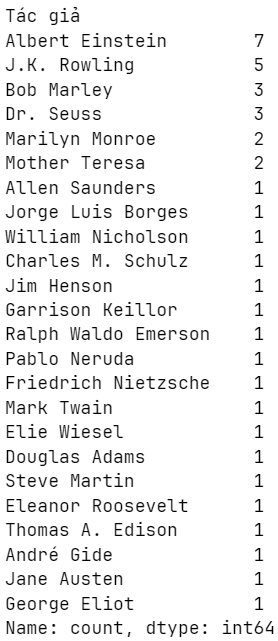 Tác giả
Albert Einstein 7
J.K. Rowling 5
Bob Marley 3
Dr. Seuss 3
Marilyn Monroe 2
Mother Teresa 2
Allen Saunders 1
Jorge Luis Borges 1
William Nicholson 1
Charles M. Schulz 1
Jim Henson 1
Garrison Keillor 1
Ralph Waldo Emerson 1
Pablo Neruda 1
Friedrich Nietzsche 1
Mark Twain 1
Elie Wiesel 1
Douglas Adams 1
Steve Martin 1
Eleanor Roosevelt 1
Thomas A. Edison 1
André Gide 1
Jane Austen 1
George Eliot 1
Name: count, dtype: int64